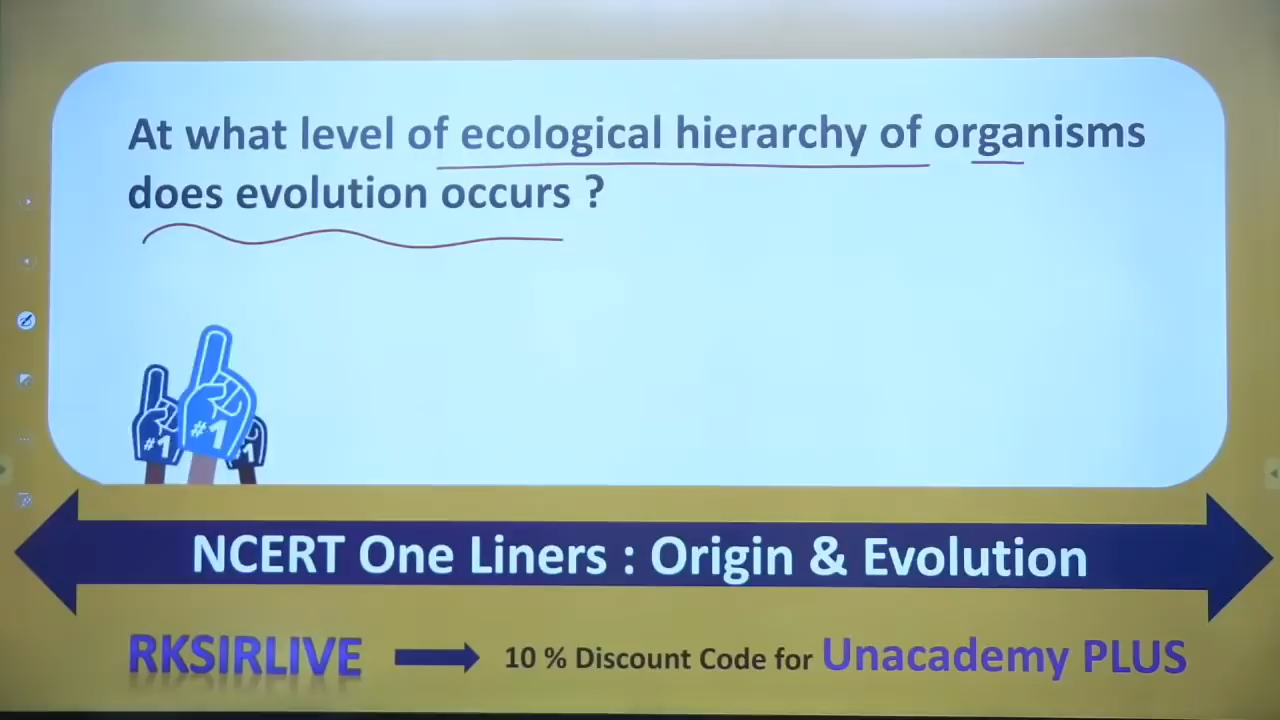 At what level of ecological hierarchy of organisms
does evolution occurs ?
#1 #1 1
NCERT One Liners : Origin & Evolution
RKSIRLIVE 10 % Discount Code for Unacademy PLUS